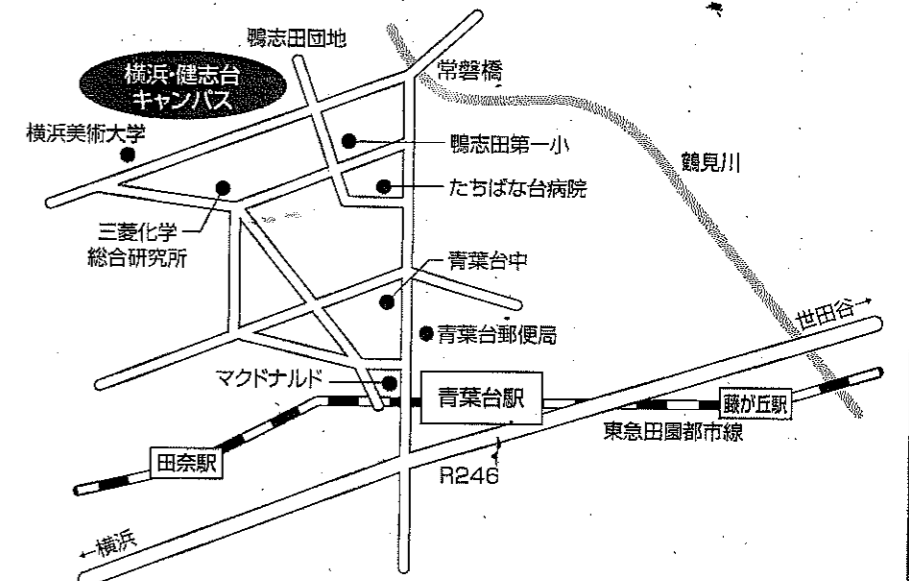 鴨志田団地
横浜・健志台
キャンパス
常磐橋
横浜美術大学
鴨志田第一小
鶴見川
たちばな台病院
三菱化学
総合研究所
青葉台中
世田谷→
青葉台郵便局
マクドナルド
青葉台駅
藤が丘駅
東急田園都市線
田奈駅
R246
←横浜